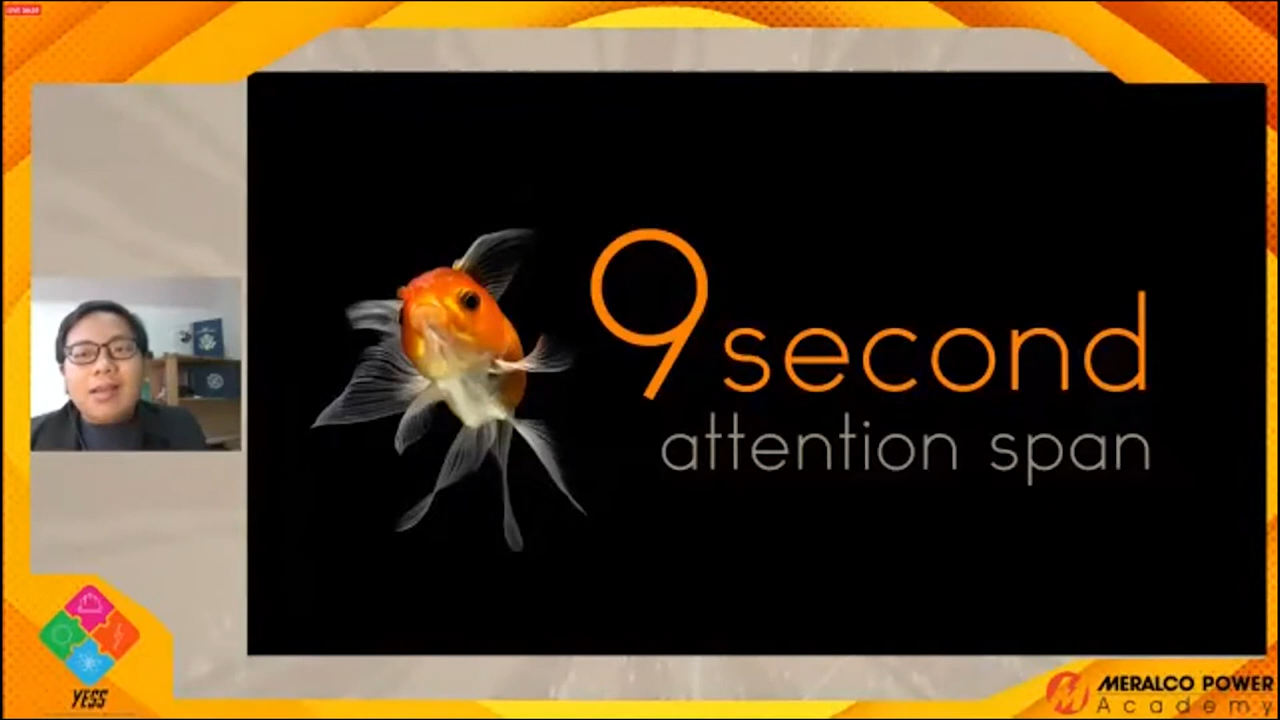 9 second
attention span
YESS
MERALCO POWER
Academy